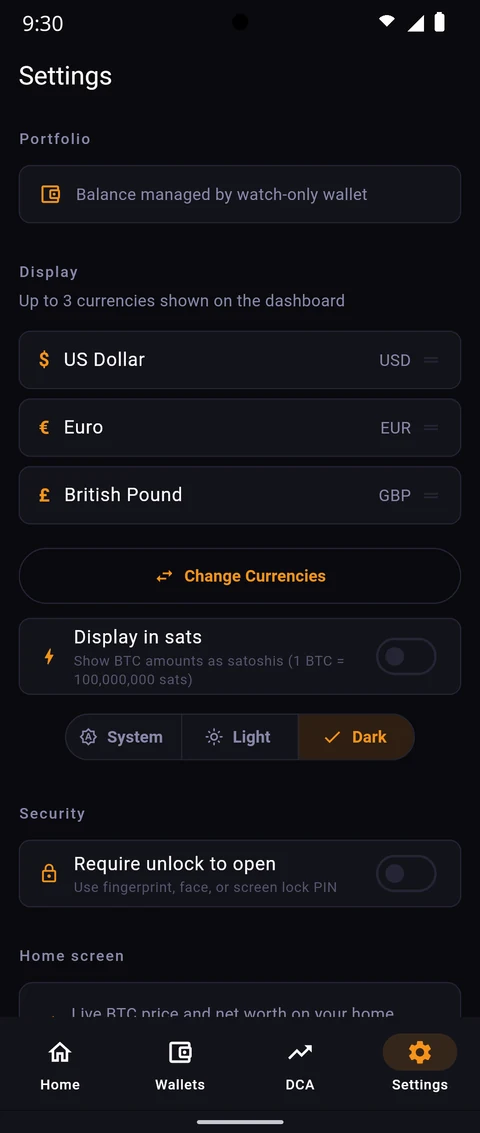 9:30
Settings
Portfolio
Balance managed by watch-only wallet
Display
Up to 3 currencies shown on the dashboard
$ US Dollar USD
€ Euro EUR
£ British Pound GBP
Change Currencies
Display in sats
Show BTC amounts as satoshis (1 BTC =
100,000,000 sats)
System Light Dark
Security
Require unlock to open
Use fingerprint, face, or screen lock PIN
Home screen
Live BTC price and net worth on your home
Home Wallets DCA Settings